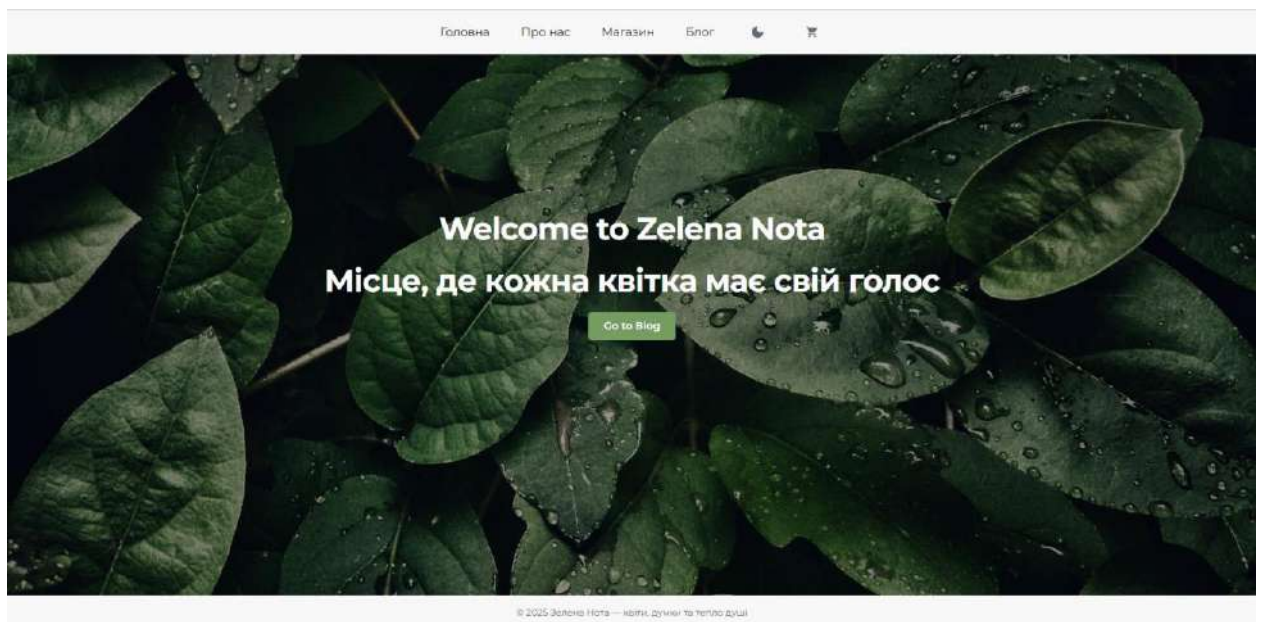 Головна Про нас Магазин Блог
Welcome to Zelena Nota
Місце, де кожна квітка має свій голос
Go to Blog
© 2025 Зелена Нота — квіти, думки та тепло душі